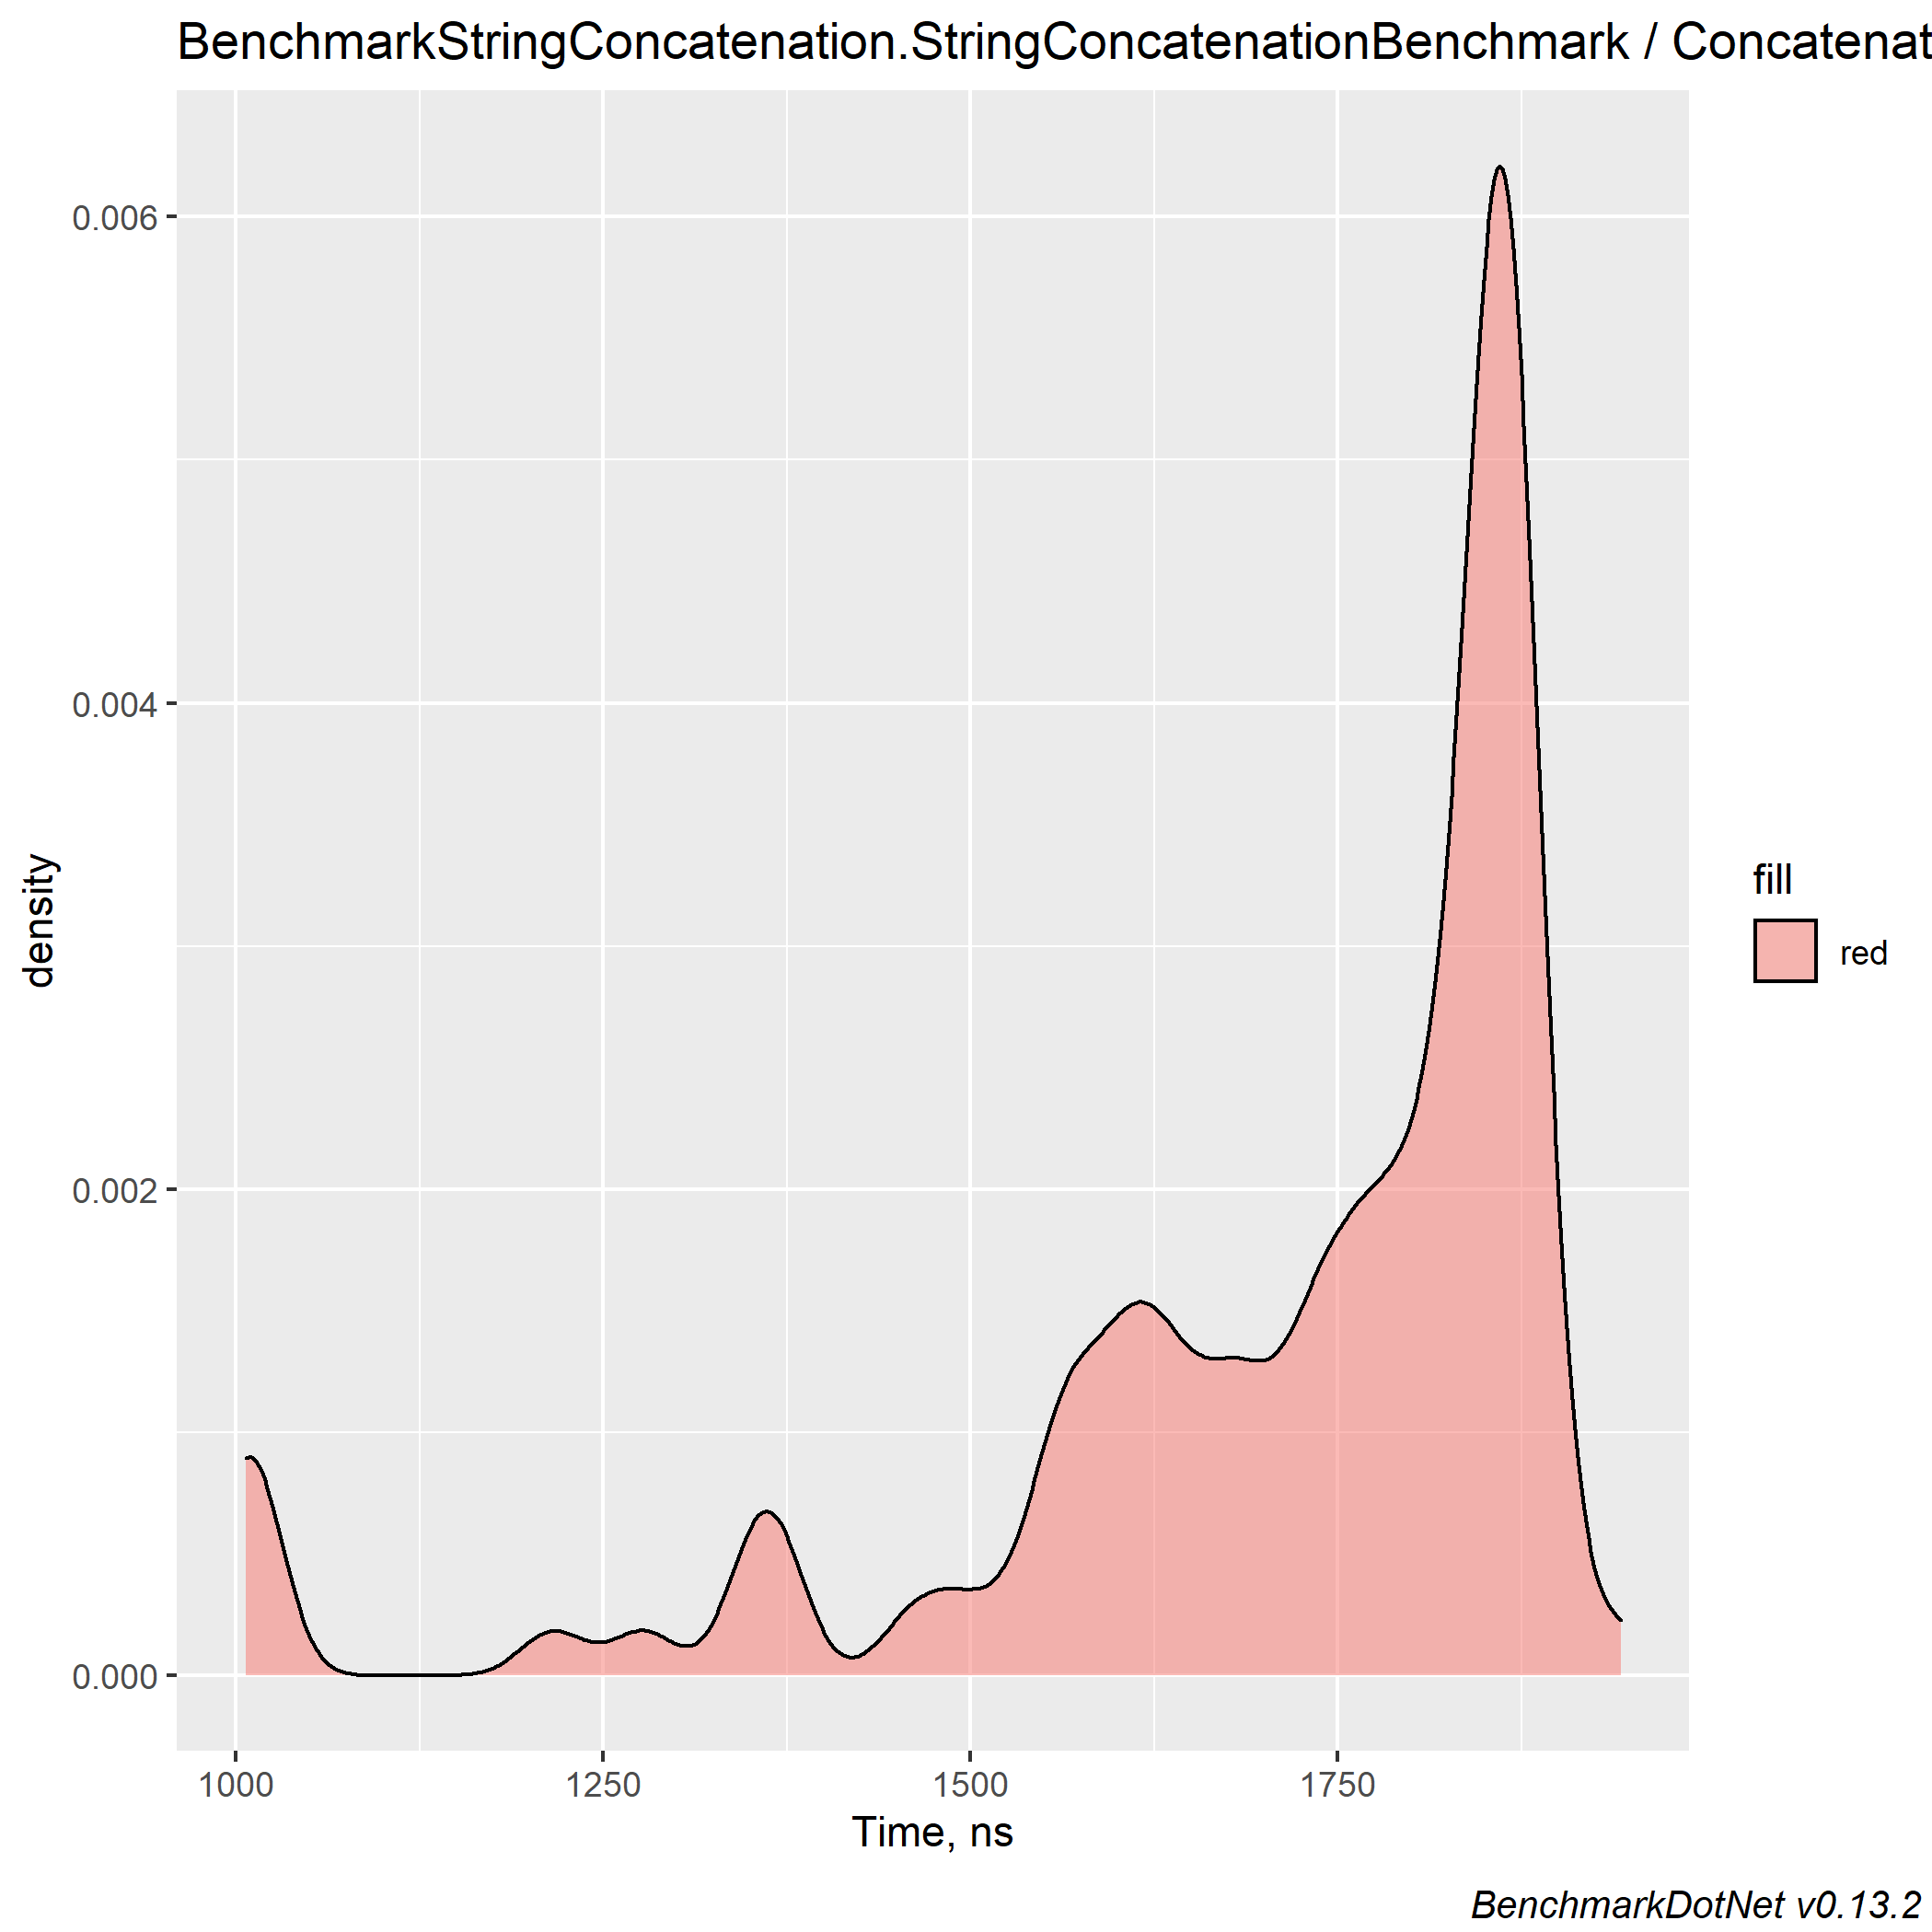 BenchmarkStringConcatenation.StringConcatenationBenchmark / Concatenat
0.006
0.004
0.002
0.000
density
1000 1250 1500 1750
Time, ns
fill
red
BenchmarkDotNet v0.13.2